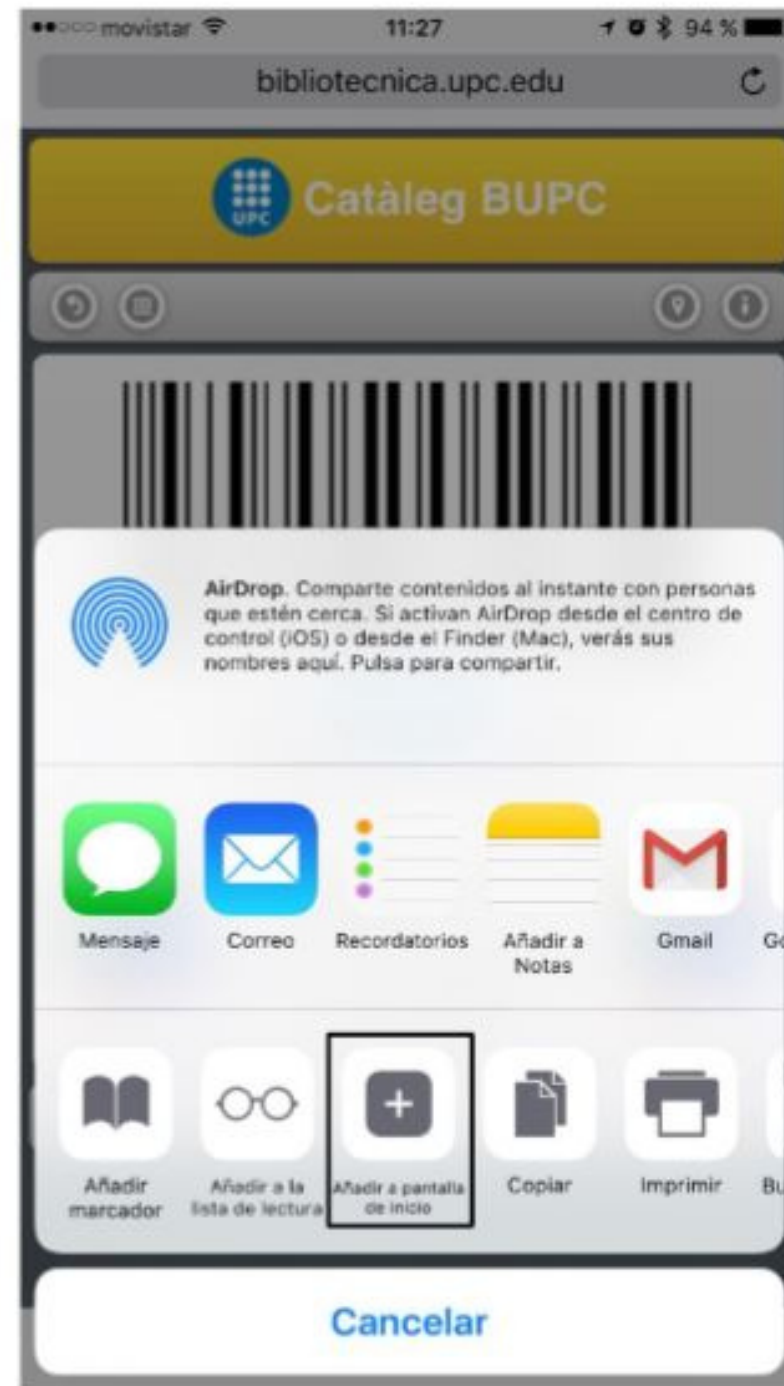 movistar 11:27 94 %
bibliotecnica.upc.edu
UPC Catàleg BUPC
AirDrop. Comparte contenidos al instante con personas
que estén cerca. Si activan AirDrop desde el centro de
control (iOS) o desde el Finder (Mac), verás sus
nombres aquí. Pulsa para compartir.
Mensaje
Correo
Recordatorios
Añadir a
Notas
Gmail
Añadir
marcador
Añadir a la
lista de lectura
Añadir a pantalla
de inicio
Copiar
Imprimir
Cancelar